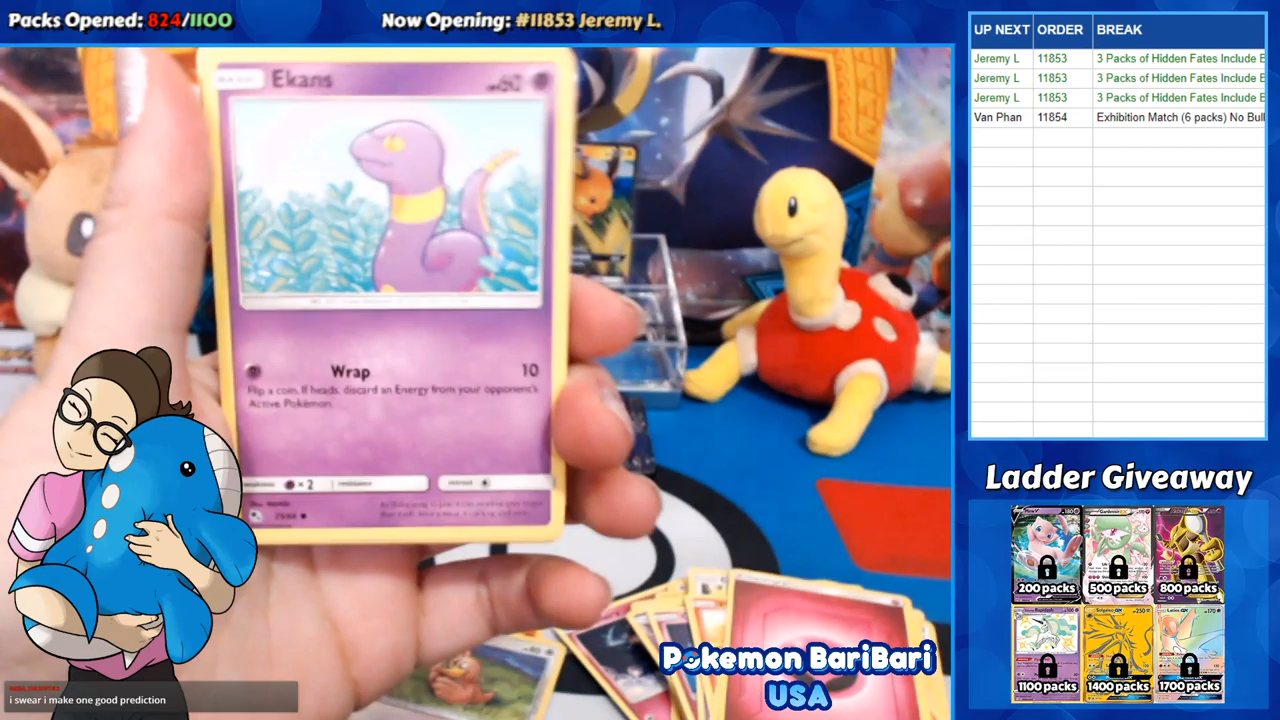 Packs Opened: 824/1100
Now Opening: #11853 Jeremy L.
UP NEXT ORDER BREAK
Jeremy L 11853 3 Packs of Hidden Fates Include
Jeremy L 11853 3 Packs of Hidden Fates Include
Jeremy L 11853 3 Packs of Hidden Fates Include
Van Phan 11854 Exhibition Match (6 packs) No
Ekans
Wrap 10
Flip a coin. If heads, discard an Energy from your opponent's
Active Pokémon.
weakness × 2 resistance retreat
Ladder Giveaway
200 packs
500 packs
800 packs
1100 packs
1400 packs
1700 packs
Pokemon BariBari
USA
i swear i make one good prediction